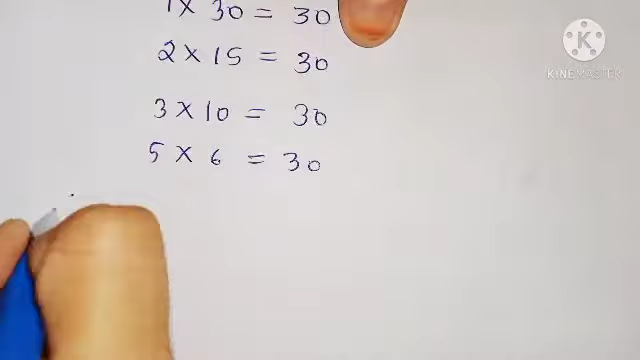 1 × 30 = 30
2 × 15 = 30
3 × 10 = 30
5 × 6 = 30
KINEMASTER